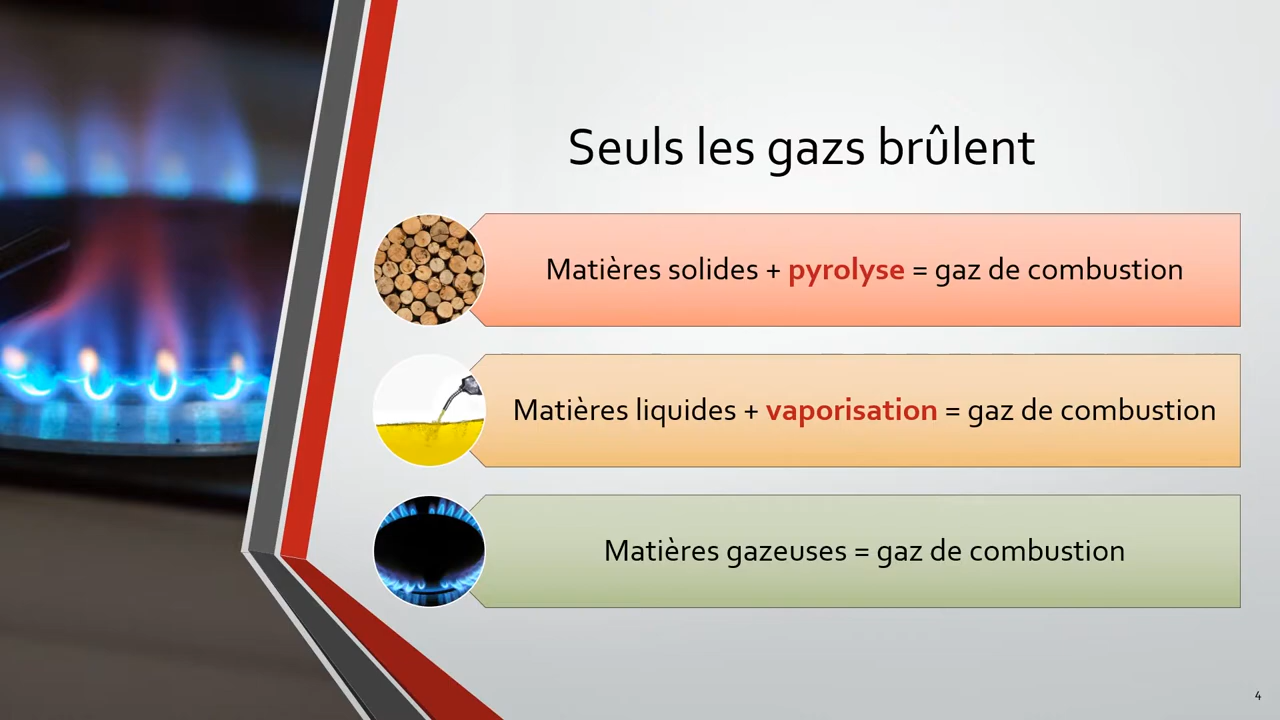 Seuls les gazs brûlent
Matières solides + pyrolyse = gaz de combustion
Matières liquides + vaporisation = gaz de combustion
Matières gazeuses = gaz de combustion
4